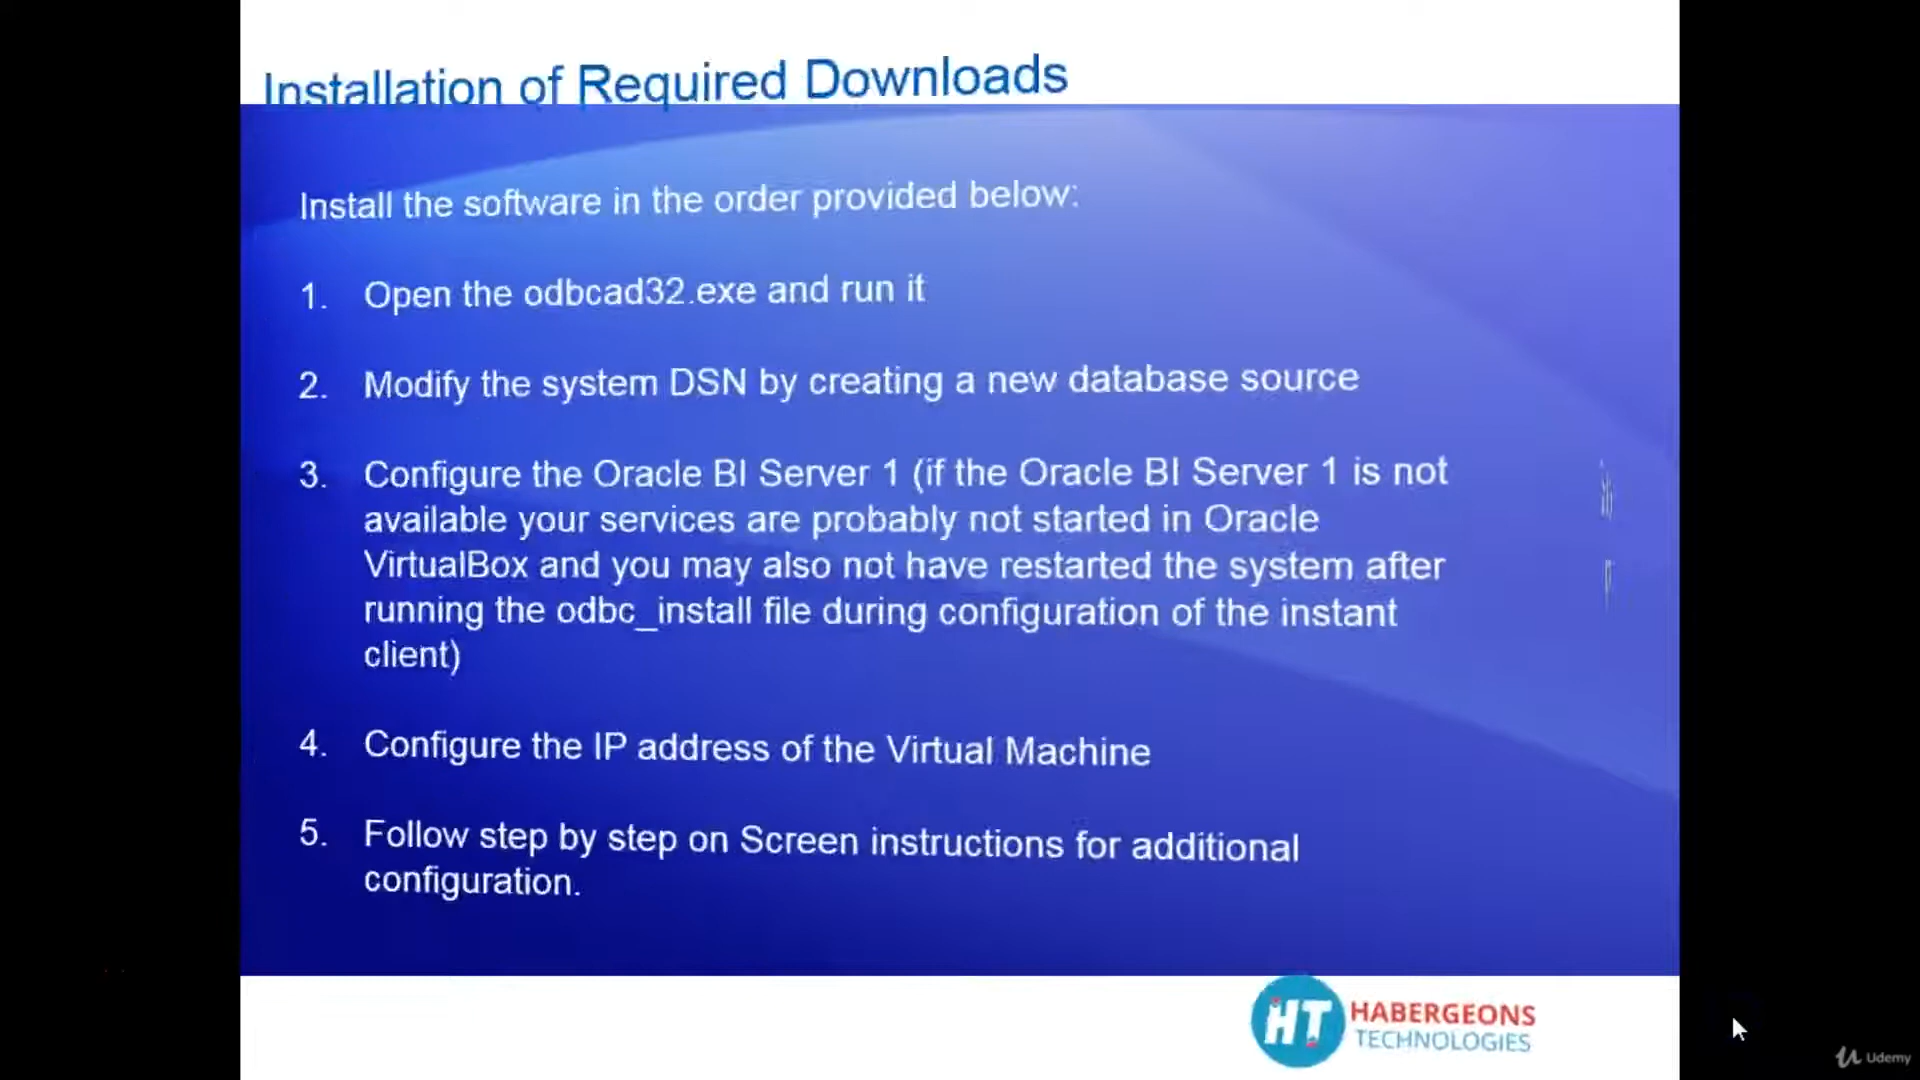 Installation of Required Downloads
Install the software in the order provided below:
1. Open the odbcad32.exe and run it
2. Modify the system DSN by creating a new database source
3. Configure the Oracle BI Server 1 (if the Oracle BI Server 1 is not
available your services are probably not started in Oracle
VirtualBox and you may also not have restarted the system after
running the odbc_install file during configuration of the instant
client)
4. Configure the IP address of the Virtual Machine
5. Follow step by step on Screen instructions for additional
configuration.
HT HABERGEONS
TECHNOLOGIES
Udemy